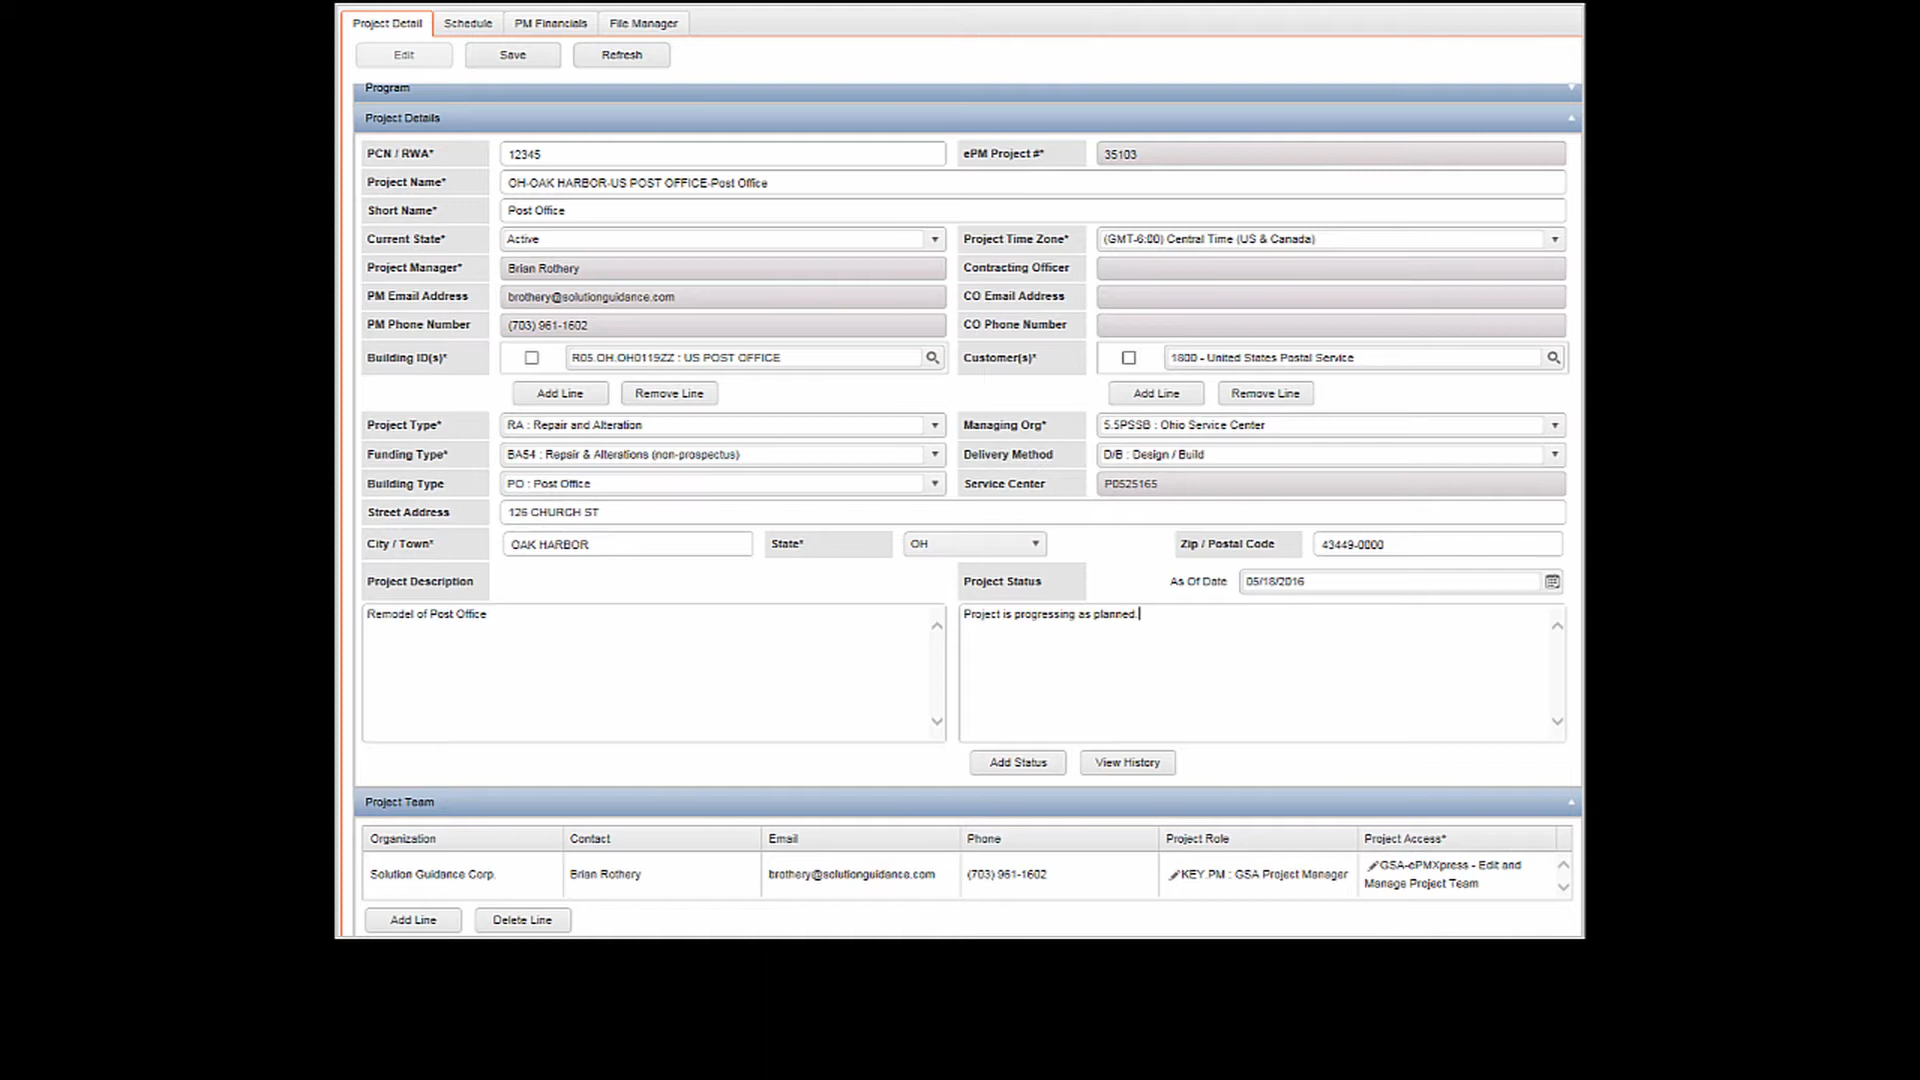 Project Detail Schedule PM Financials File Manager
Edit Save Refresh
Program
Project Details
PCN / RWA* 12345 ePM Project #* 35103
Project Name* OH-OAK HARBOR-US POST OFFICE-Post Office
Short Name* Post Office
Current State* Active Project Time Zone* (GMT-6:00) Central Time (US & Canada)
Project Manager* Brian Rothery Contracting Officer
PM Email Address brothery@solutionguidance.com CO Email Address
PM Phone Number (703) 961-1602 CO Phone Number
Building ID(s)* R05.OH.OH0119ZZ : US POST OFFICE Customer(s)* 1800 - United States Postal Service
Add Line Remove Line Add Line Remove Line
Project Type* RA : Repair and Alteration Managing Org* 5.5PSSB : Ohio Service Center
Funding Type* BA54 : Repair & Alterations (non-prospectus) Delivery Method D/B : Design / Build
Building Type PO : Post Office Service Center P0525165
Street Address 126 CHURCH ST
City / Town* OAK HARBOR State* OH Zip / Postal Code 43449-0000
Project Description Project Status As Of Date 05/18/2016
Remodel of Post Office Project is progressing as planned.
Add Status View History
Project Team
Organization Contact Email Phone Project Role Project Access*
Solution Guidance Corp. Brian Rothery brothery@solutionguidance.com (703) 961-1602 KEY.PM : GSA Project Manager GSA-ePMXpress - Edit and
Manage Project Team
Add Line Delete Line